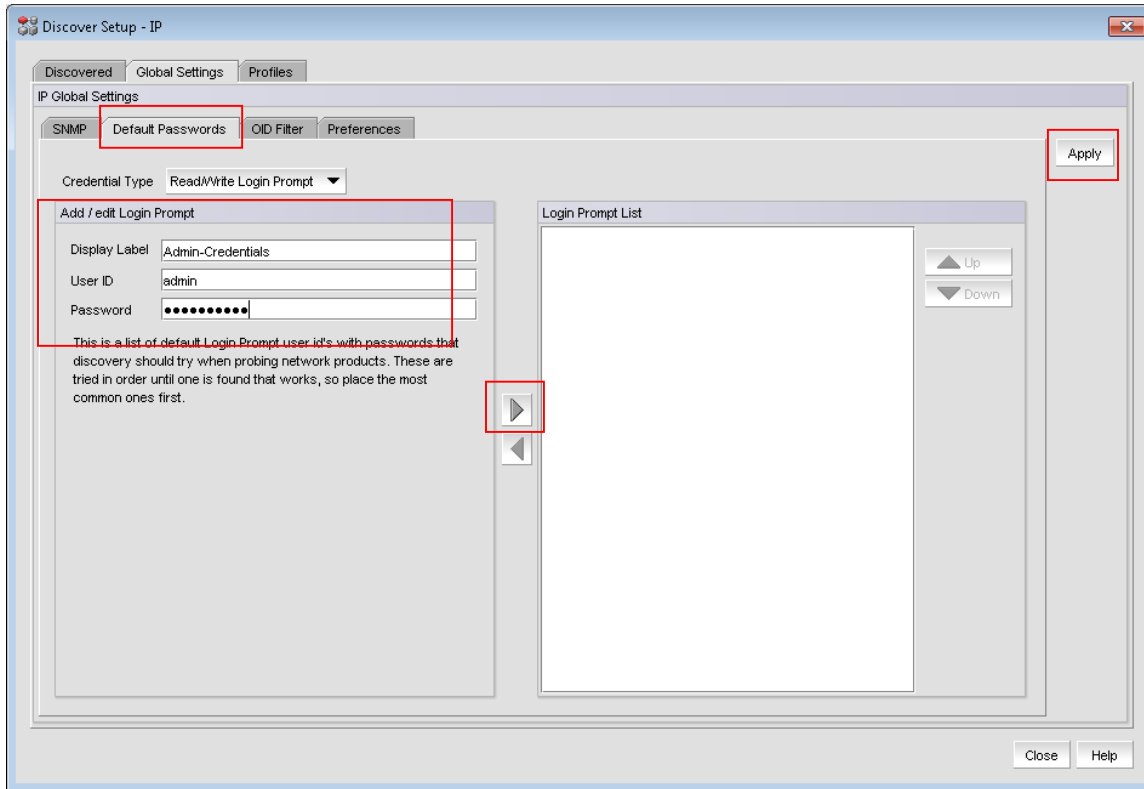 Discover Setup - IP
Discovered Global Settings Profiles
IP Global Settings
SNMP Default Passwords OID Filter Preferences
Apply
Credential Type Read/Write Login Prompt
Add / edit Login Prompt
Display Label Admin-Credentials
User ID admin
Password ••••••••••
This is a list of default Login Prompt user id's with passwords that
discovery should try when probing network products. These are
tried in order until one is found that works, so place the most
common ones first.
Login Prompt List
Up
Down
Close Help